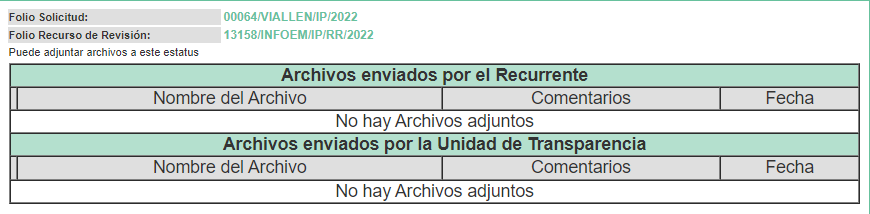 Folio Solicitud: 00064/VIALLEN/IP/2022
Folio Recurso de Revisión: 13158/INFOEM/IP/RR/2022
Puede adjuntar archivos a este estatus
Archivos enviados por el Recurrente
Nombre del Archivo Comentarios Fecha
No hay Archivos adjuntos
Archivos enviados por la Unidad de Transparencia
Nombre del Archivo Comentarios Fecha
No hay Archivos adjuntos